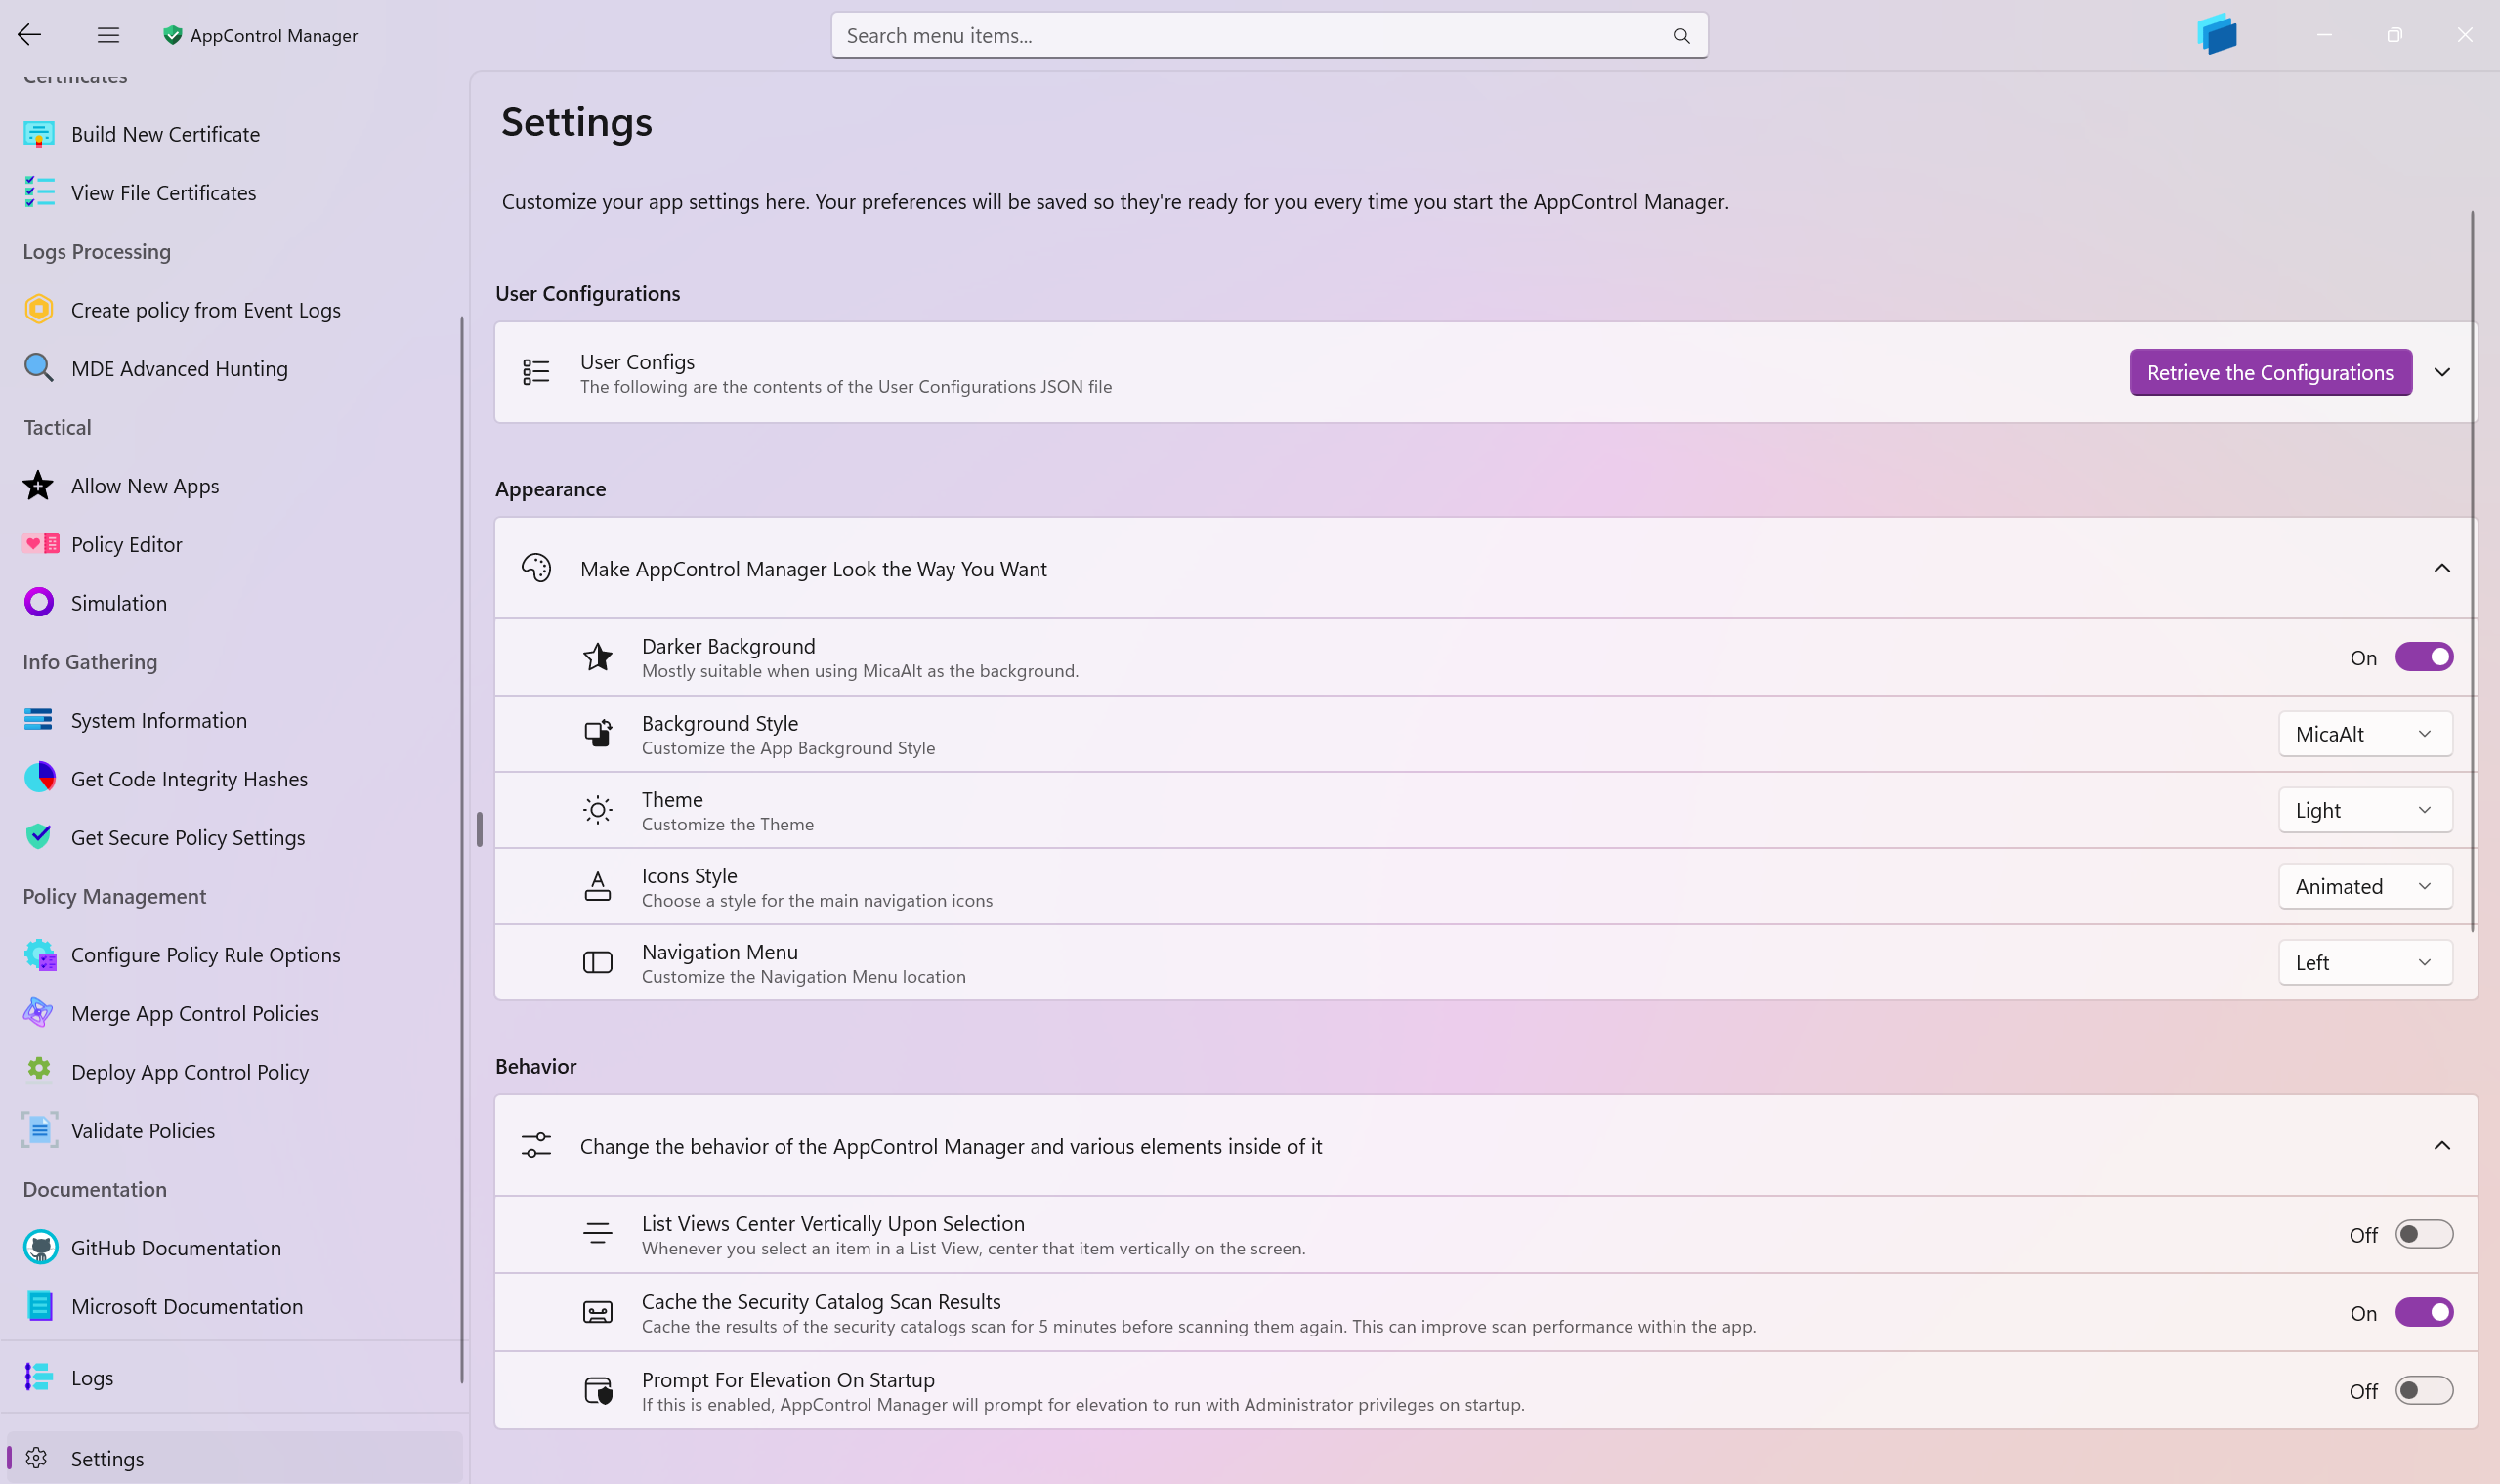 AppControl Manager
Search menu items...
Certificates
Build New Certificate
View File Certificates
Logs Processing
Create policy from Event Logs
MDE Advanced Hunting
Tactical
Allow New Apps
Policy Editor
Simulation
Info Gathering
System Information
Get Code Integrity Hashes
Get Secure Policy Settings
Policy Management
Configure Policy Rule Options
Merge App Control Policies
Deploy App Control Policy
Validate Policies
Documentation
GitHub Documentation
Microsoft Documentation
Logs
Settings
Settings
Customize your app settings here. Your preferences will be saved so they're ready for you every time you start the AppControl Manager.
User Configurations
User Configs
The following are the contents of the User Configurations JSON file
Retrieve the Configurations
Appearance
Make AppControl Manager Look the Way You Want
Darker Background
Mostly suitable when using MicaAlt as the background.
On
Background Style
Customize the App Background Style
MicaAlt
Theme
Customize the Theme
Light
Icons Style
Choose a style for the main navigation icons
Animated
Navigation Menu
Customize the Navigation Menu location
Left
Behavior
Change the behavior of the AppControl Manager and various elements inside of it
List Views Center Vertically Upon Selection
Whenever you select an item in a List View, center that item vertically on the screen.
Off
Cache the Security Catalog Scan Results
Cache the results of the security catalogs scan for 5 minutes before scanning them again. This can improve scan performance within the app.
On
Prompt For Elevation On Startup
If this is enabled, AppControl Manager will prompt for elevation to run with Administrator privileges on startup.
Off